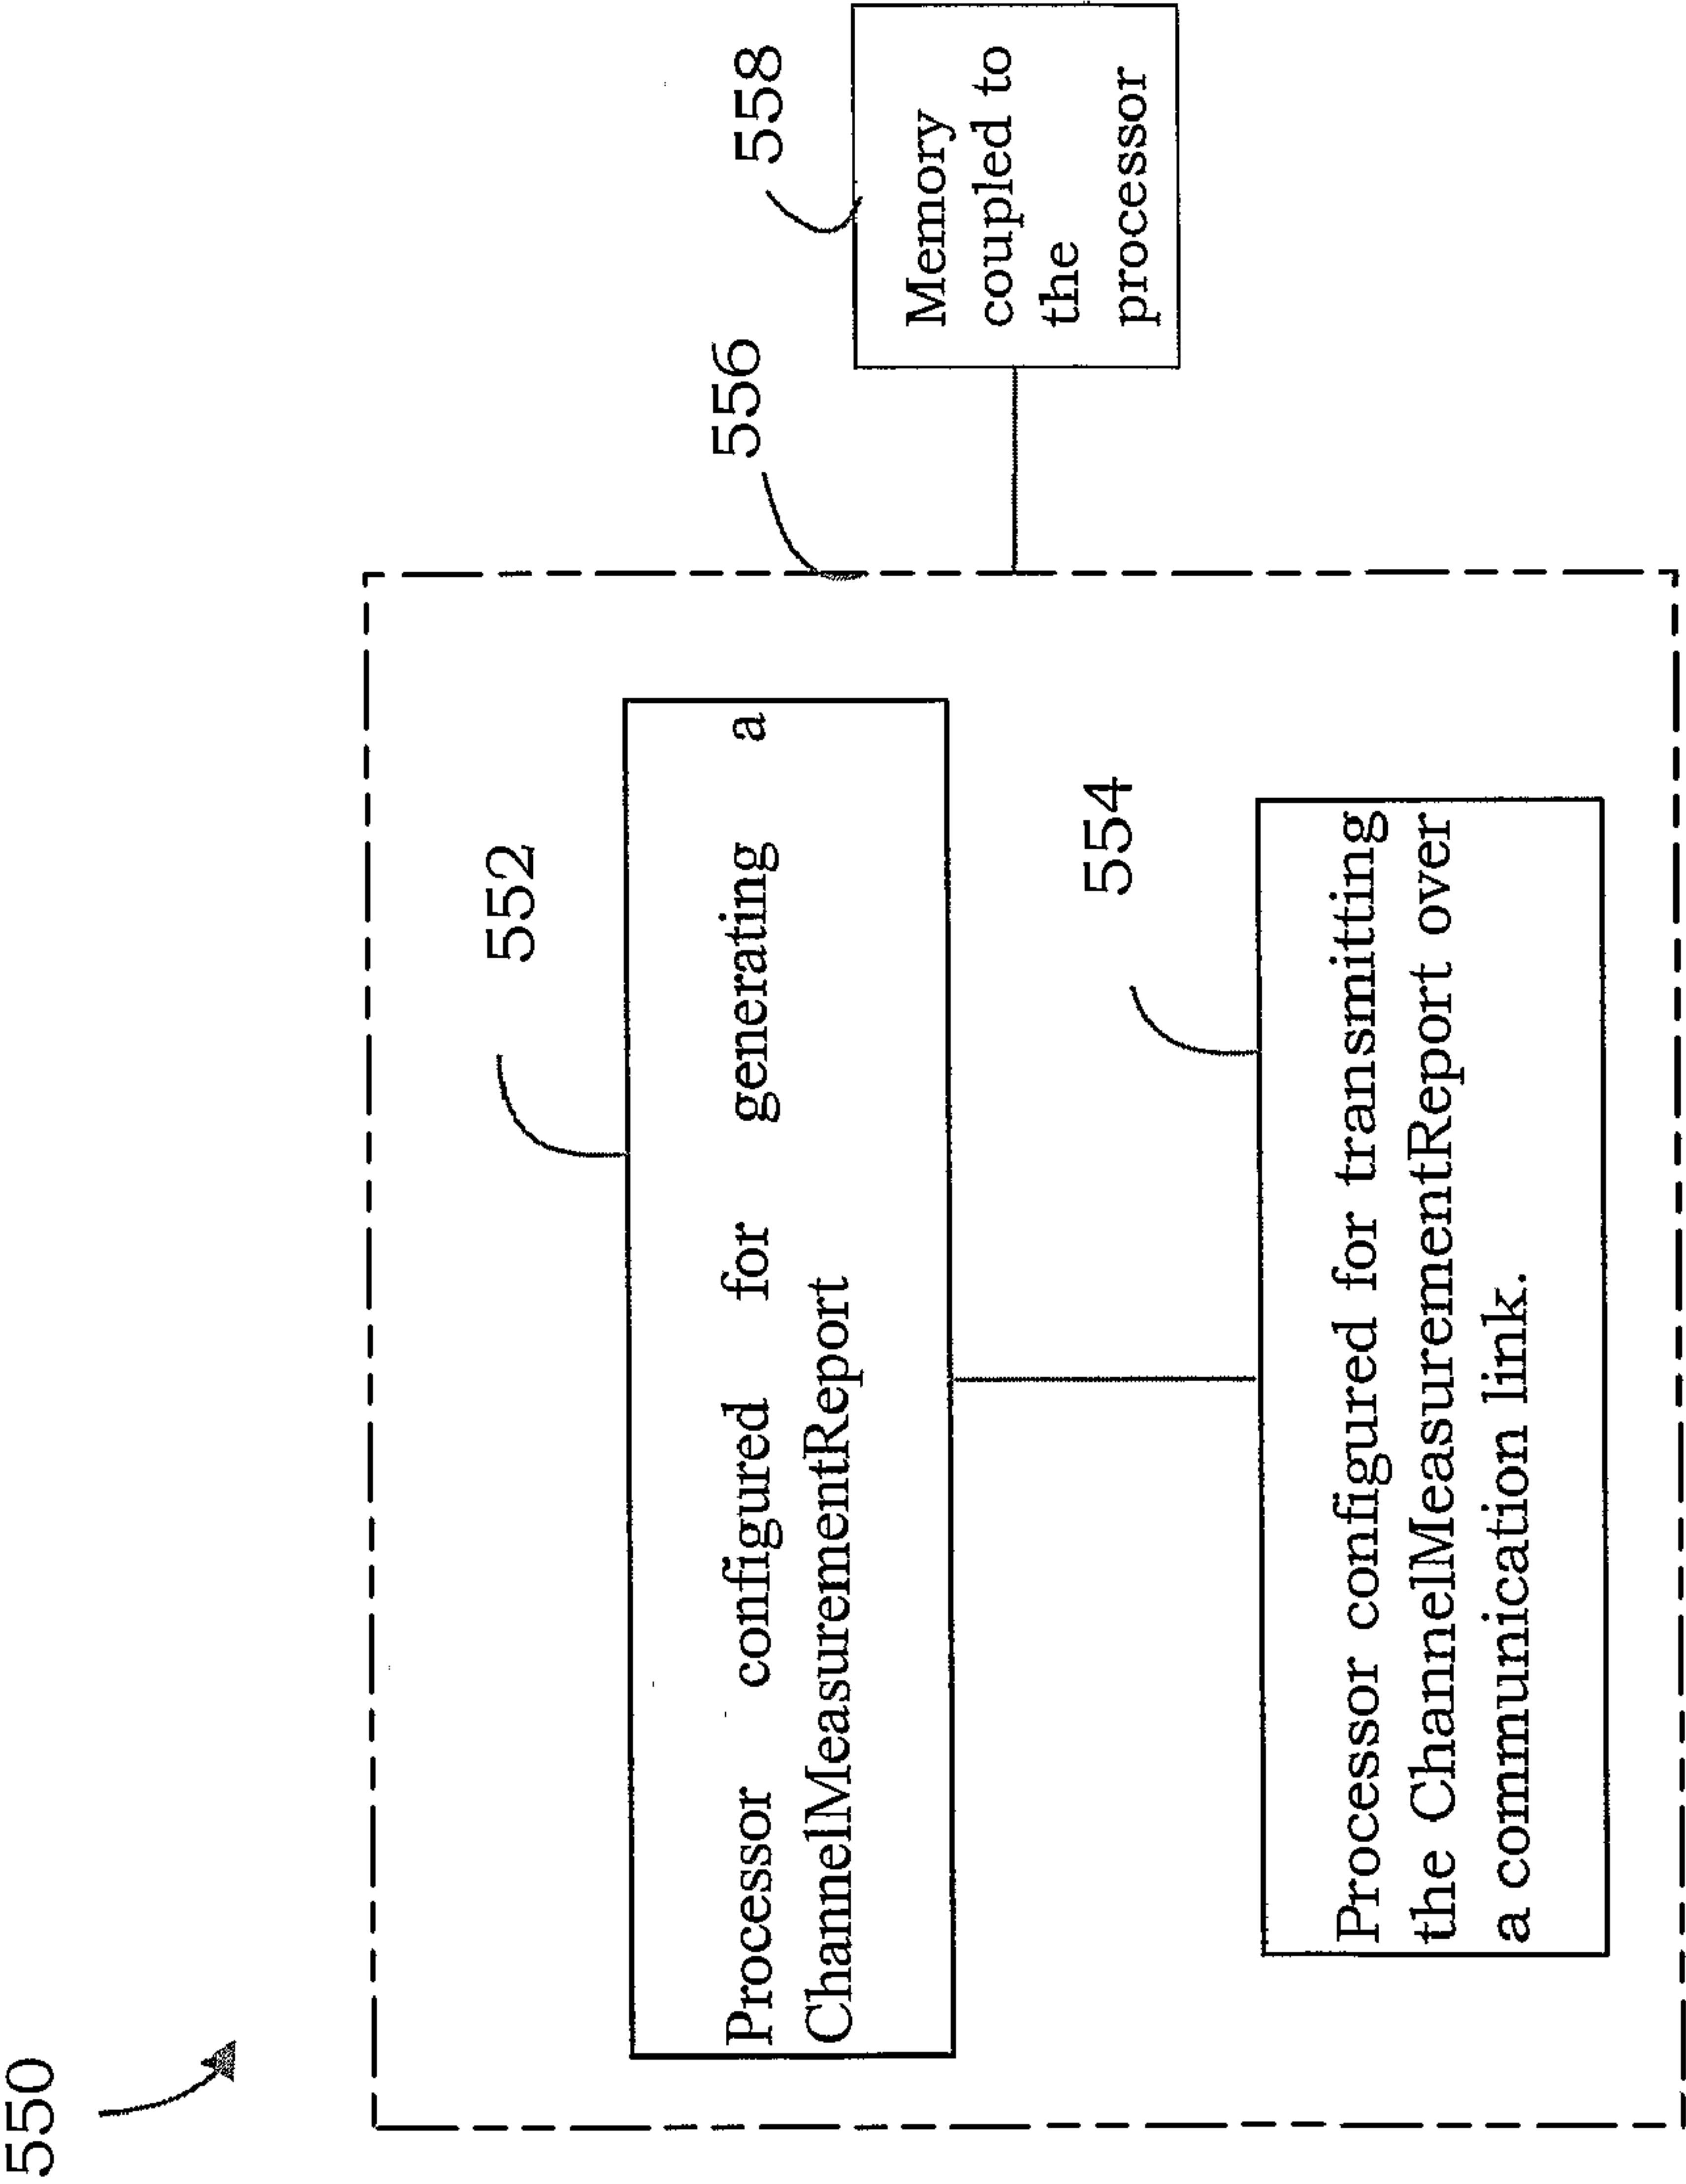 550
552
Processor configured for generating a
ChannelMeasurementReport
554
Processor configured for transmitting
the ChannelMeasurementReport over
a communication link.
556
558
Memory
coupled to
the
processor